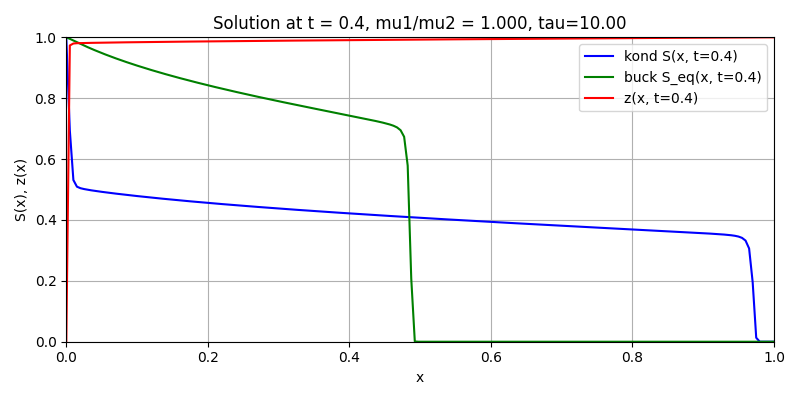 Solution at t = 0.4, mu1/mu2 = 1.000, tau=10.00
kond S(x, t=0.4)
buck S_eq(x, t=0.4)
z(x, t=0.4)
S(x), z(x)
1.0
0.8
0.6
0.4
0.2
0.0
0.0 0.2 0.4 0.6 0.8 1.0
x